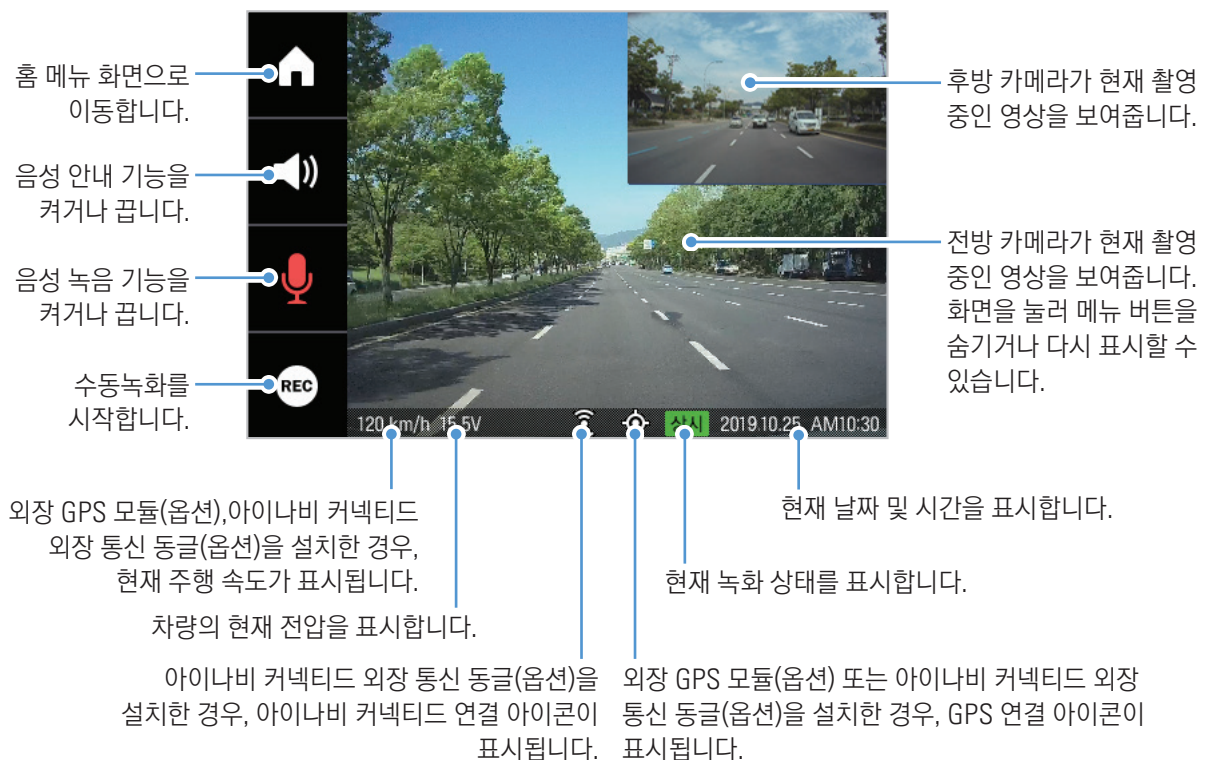 홈 메뉴 화면으로
이동합니다.
음성 안내 기능을
켜거나 끕니다.
음성 녹음 기능을
켜거나 끕니다.
수동녹화를
시작합니다.
REC
후방 카메라가 현재 촬영
중인 영상을 보여줍니다.
전방 카메라가 현재 촬영
중인 영상을 보여줍니다.
화면을 눌러 메뉴 버튼을
숨기거나 다시 표시할 수
있습니다.
120 km/h 15.5V 상시 2019.10.25 AM10:30
외장 GPS 모듈(옵션),아이나비 커넥티드
외장 통신 동글(옵션)을 설치한 경우,
현재 주행 속도가 표시됩니다.
차량의 현재 전압을 표시합니다.
아이나비 커넥티드 외장 통신 동글(옵션)을
설치한 경우, 아이나비 커넥티드 연결 아이콘이
표시됩니다.
외장 GPS 모듈(옵션) 또는 아이나비 커넥티드 외장
통신 동글(옵션)을 설치한 경우, GPS 연결 아이콘이
표시됩니다.
현재 녹화 상태를 표시합니다.
현재 날짜 및 시간을 표시합니다.